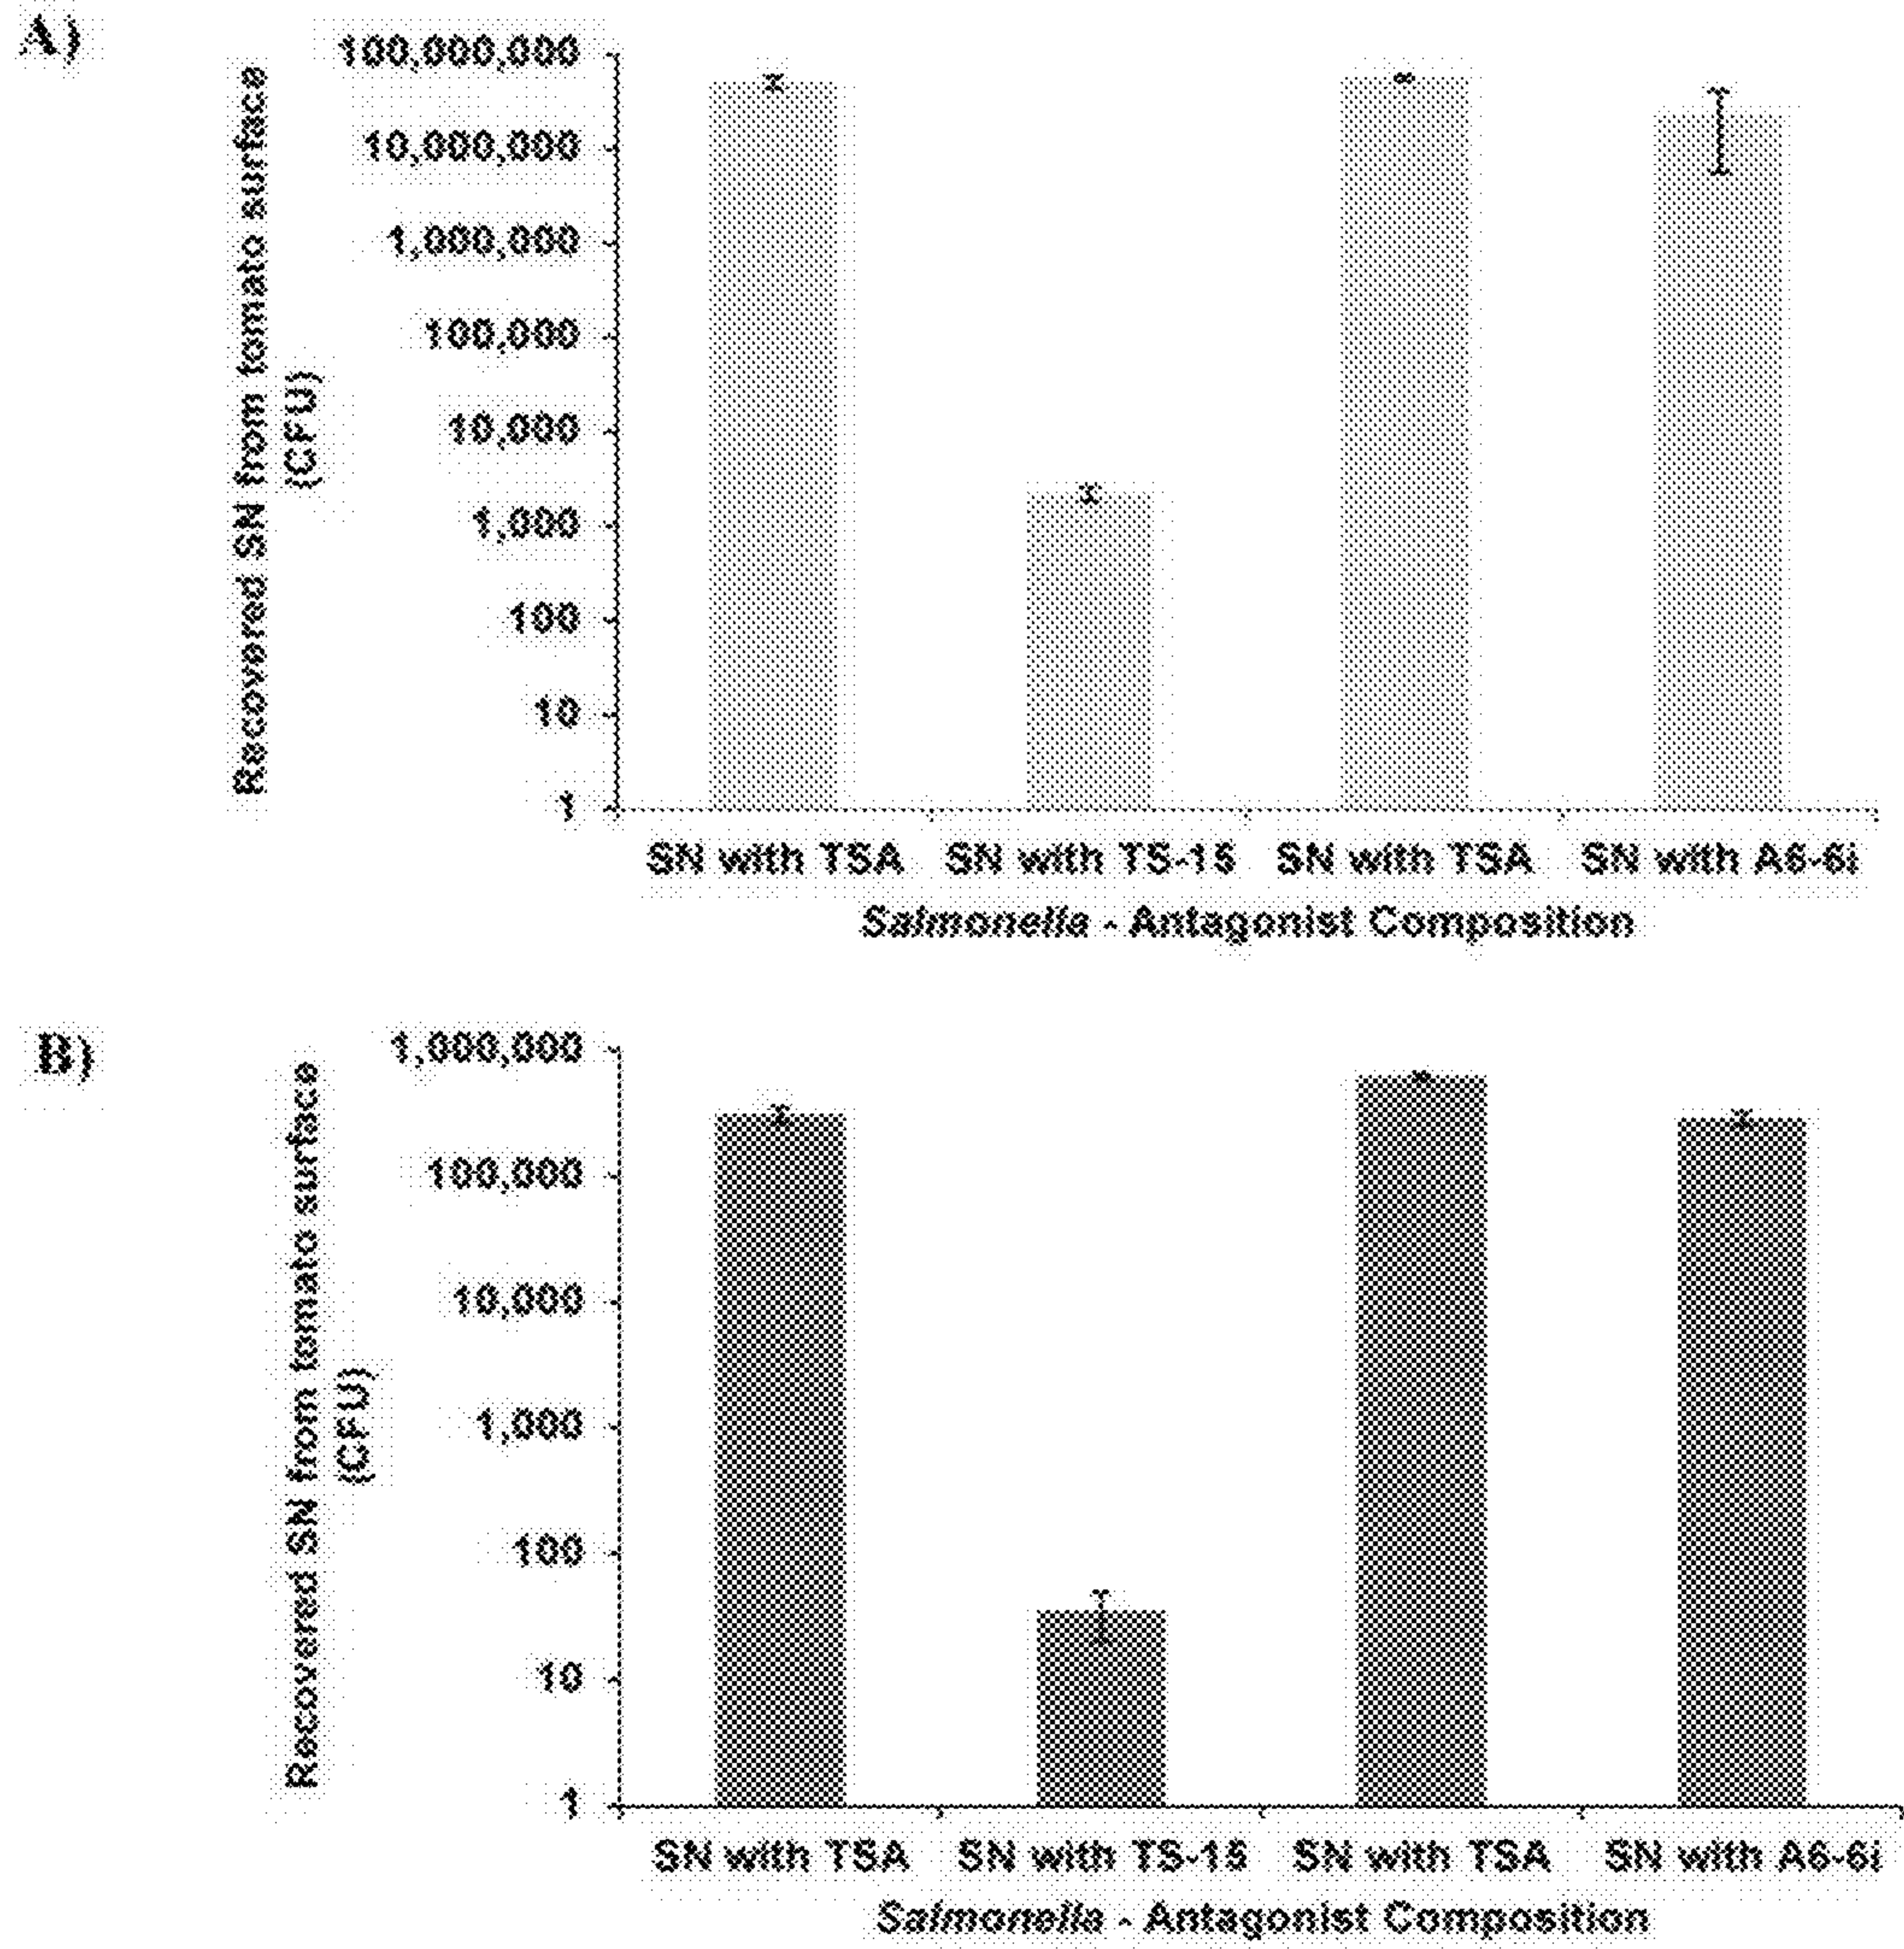 A)
Recovered SN from tomato surface
(CFU)
100,000,000
10,000,000
1,000,000
100,000
10,000
1,000
100
10
1
SN with TSA SN with TS-15 SN with TSA SN with A6-6i
Salmonella - Antagonist Composition
B)
Recovered SN from tomato surface
(CFU)
1,000,000
100,000
10,000
1,000
100
10
1
SN with TSA SN with TS-15 SN with TSA SN with A6-6i
Salmonella - Antagonist Composition